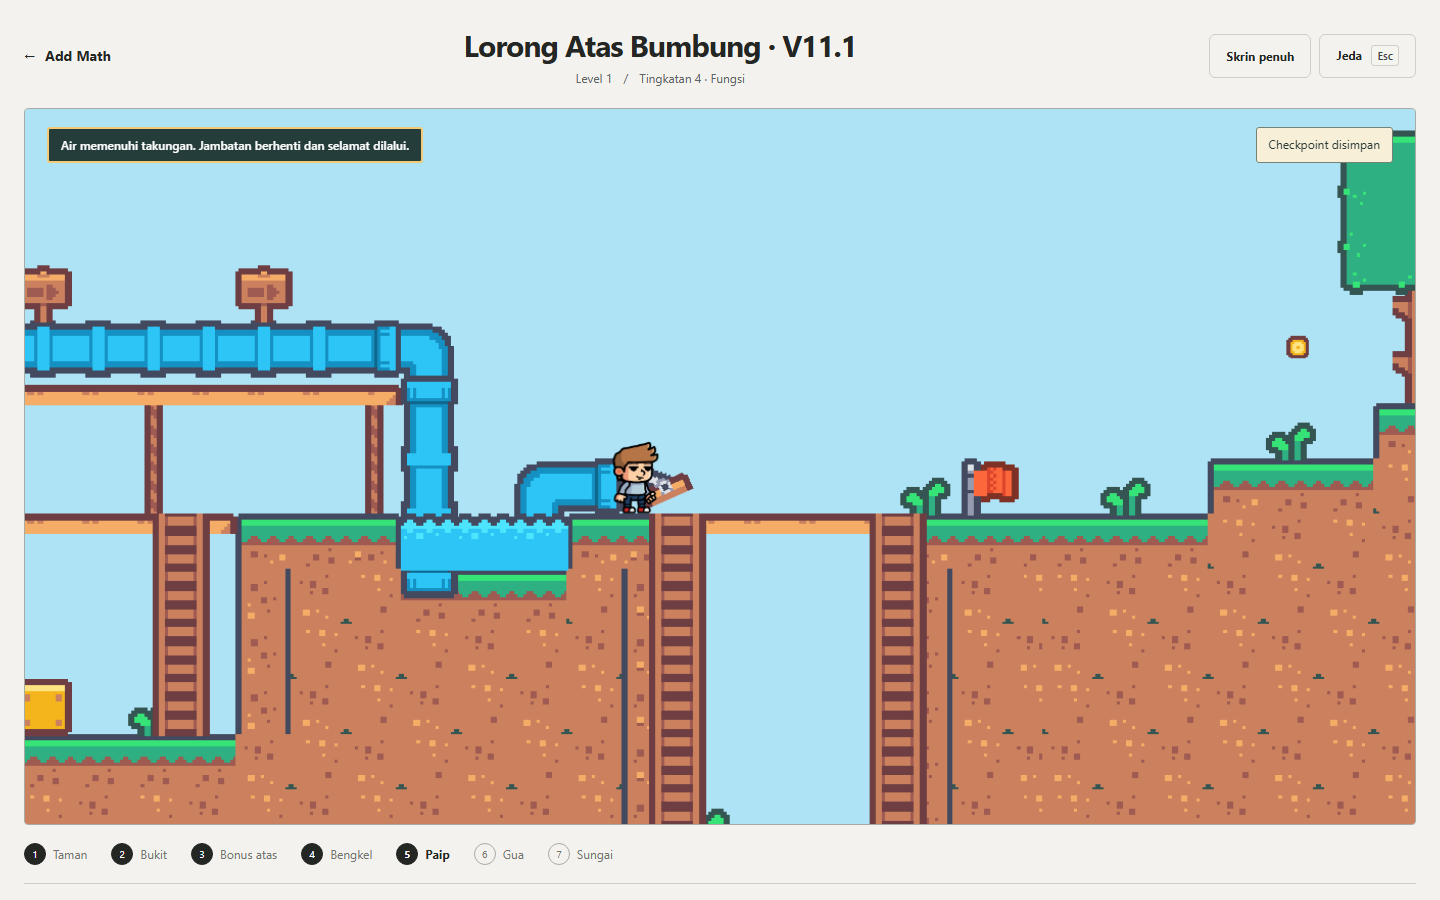 ← Add Math
Lorong Atas Bumbung · V11.1
Level 1 / Tingkatan 4 · Fungsi
Skrin penuh
Jeda Esc
Air memenuhi takungan. Jambatan berhenti dan selamat dilalui.
Checkpoint disimpan
1 Taman 2 Bukit 3 Bonus atas 4 Bengkel 5 Paip 6 Gua 7 Sungai